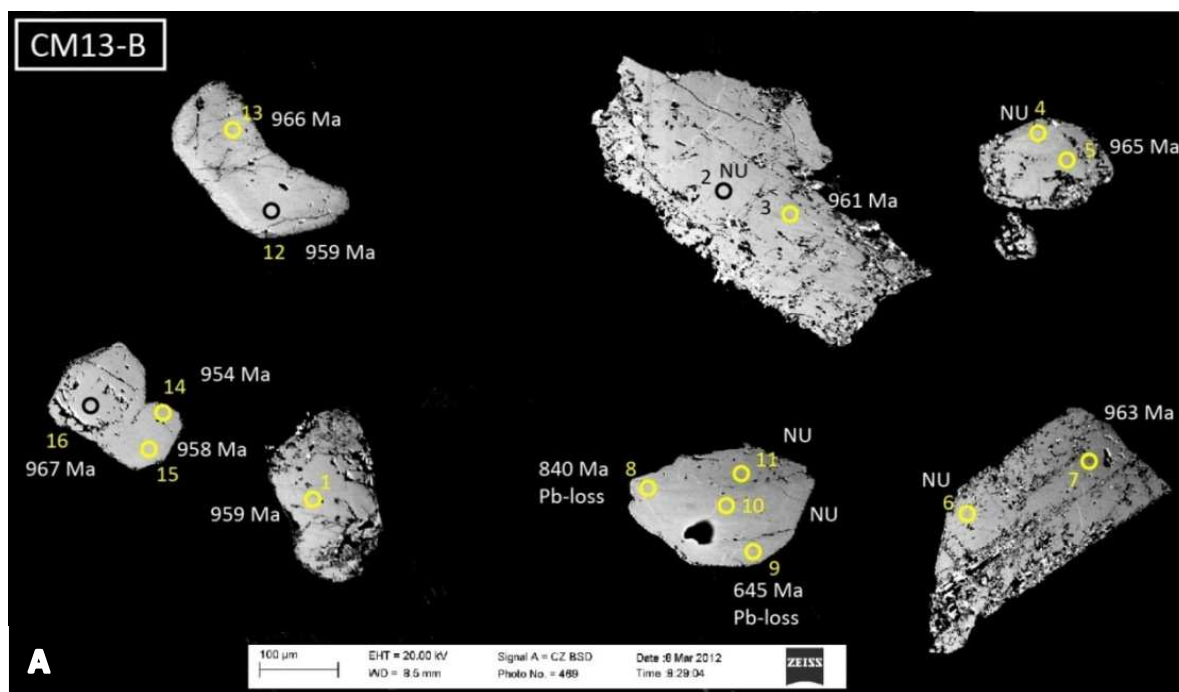 CM13-B
13
966 Ma
12
959 Ma
2 NU
3
961 Ma
NU 4
5
965 Ma
954 Ma
14
16
967 Ma
958 Ma
15
1
959 Ma
NU
840 Ma
Pb-loss
8
11
10
NU
9
645 Ma
Pb-loss
963 Ma
NU
6
7
A
100 µm
EHT = 20.00 kV
WD = 8.5 mm
Signal A = CZ BSD
Photo No. = 469
Date :8 Mar 2012
Time :8:29:04
ZEISS